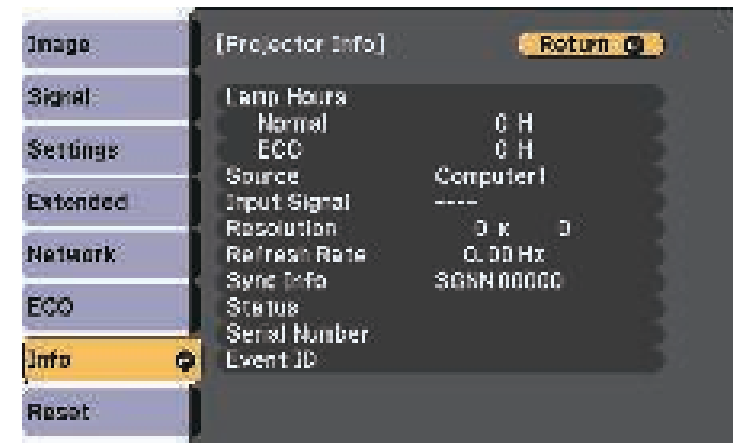 Image
Signal
Settings
Extended
Network
ECO
Info
Reset
[Projector Info]
Return
Lamp Hours
Normal 0 H
ECO 0 H
Source Computer1
Input Signal ----
Resolution 0 x 0
Refresh Rate 0.00 Hz
Sync Info
Status
Serial Number
Event ID